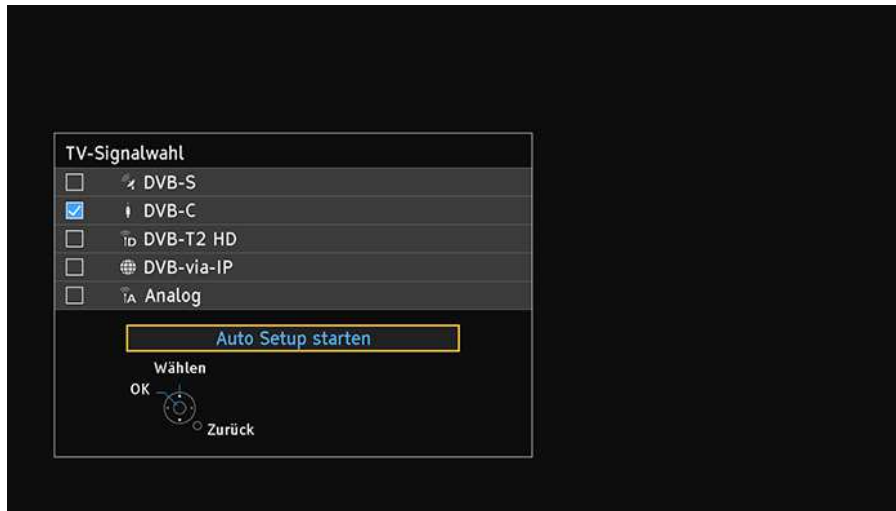 TV-Signalwahl
DVB-S
DVB-C
DVB-T2 HD
DVB-via-IP
Analog
Auto Setup starten
Wählen
OK
Zurück